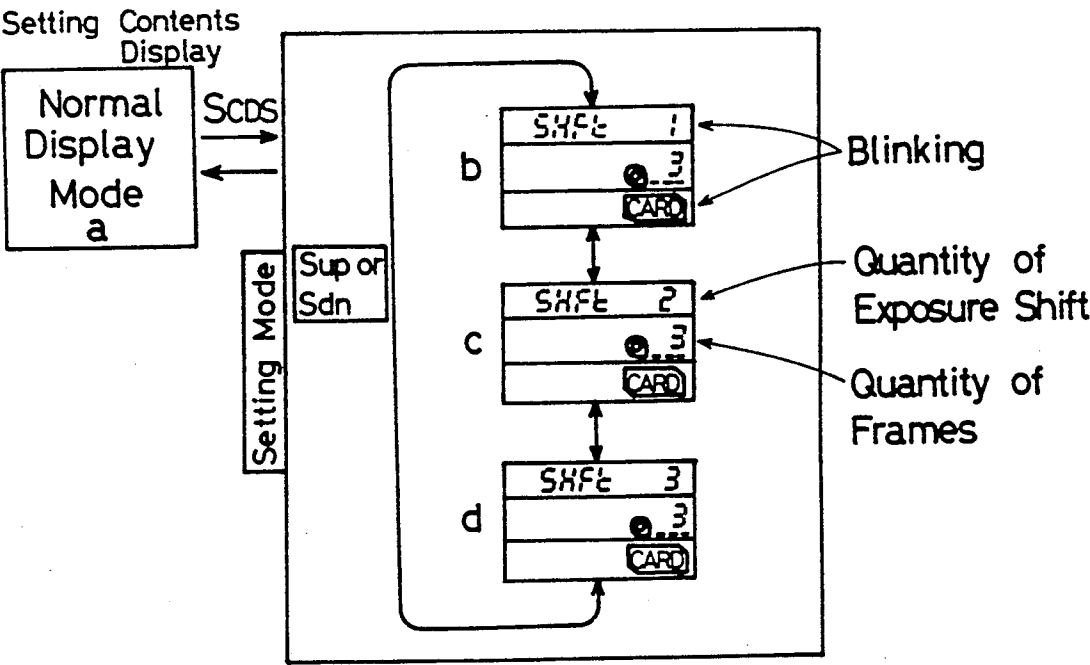 Setting Contents
Display
Normal
Display
Mode
a
SCDS
Setting Mode
Sup or
Sdn
b
SHFt 1
3
CARD
Blinking
c
SHFt 2
3
CARD
Quantity of
Exposure Shift
Quantity of
Frames
d
SHFt 3
3
CARD